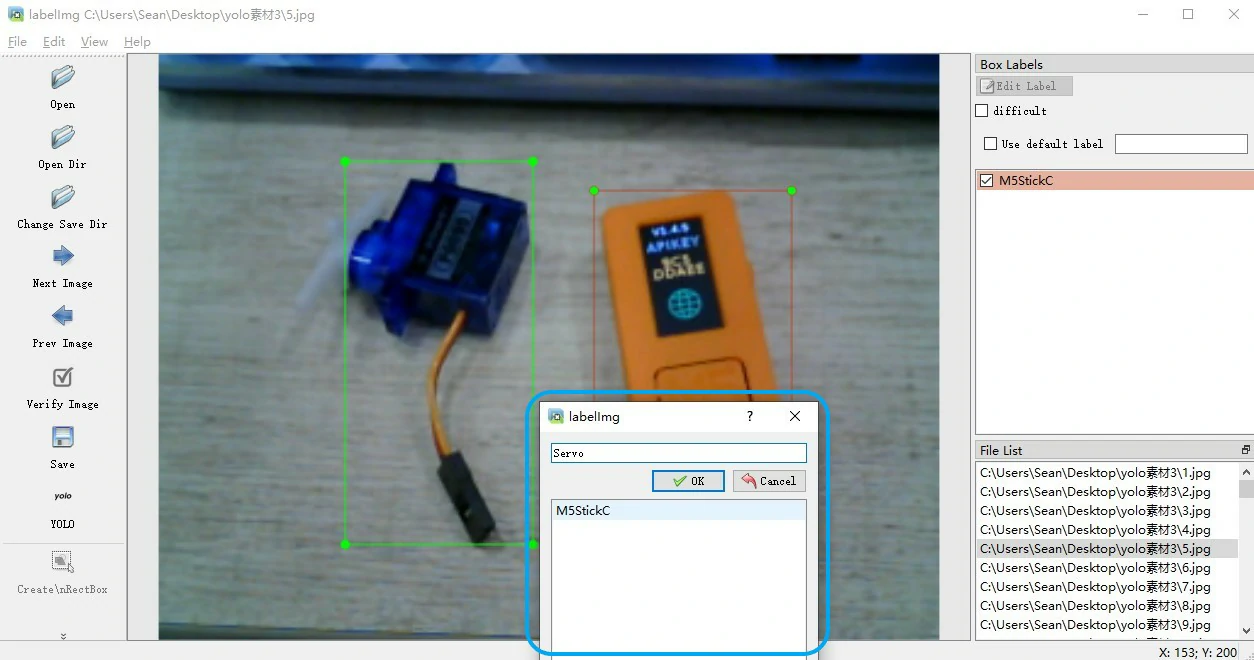 labelImg C:\Users\Sean\Desktop\yolo素材3\5.jpg
File Edit View Help
Open
Open Dir
Change Save Dir
Next Image
Prev Image
Verify Image
Save
yolo
YOLO
Create\nRectBox
V1.4.5
APIKEY
labelImg ?
Servo
OK Cancel
M5StickC
Box Labels
Edit Label
difficult
Use default label
M5StickC
File List
C:\Users\Sean\Desktop\yolo素材3\1.jpg
C:\Users\Sean\Desktop\yolo素材3\2.jpg
C:\Users\Sean\Desktop\yolo素材3\3.jpg
C:\Users\Sean\Desktop\yolo素材3\4.jpg
C:\Users\Sean\Desktop\yolo素材3\5.jpg
C:\Users\Sean\Desktop\yolo素材3\6.jpg
C:\Users\Sean\Desktop\yolo素材3\7.jpg
C:\Users\Sean\Desktop\yolo素材3\8.jpg
C:\Users\Sean\Desktop\yolo素材3\9.jpg
X: 153; Y: 200